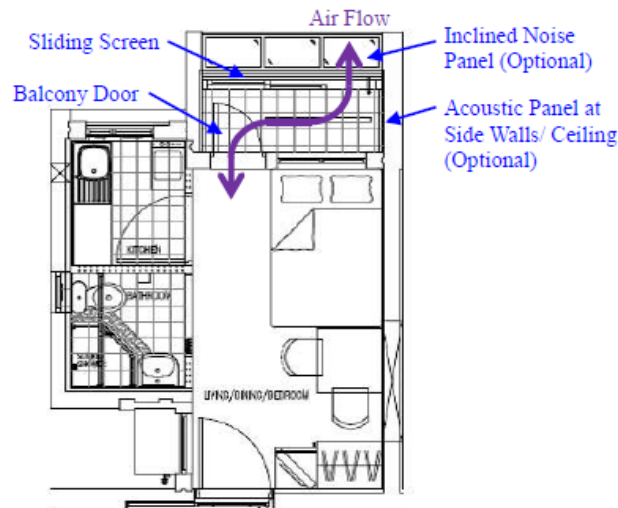 Air Flow
Sliding Screen
Inclined Noise
Panel (Optional)
Balcony Door
Acoustic Panel at
Side Walls/ Ceiling
(Optional)
KITCHEN
BATHROOM
LIVING/DINING/BEDROOM